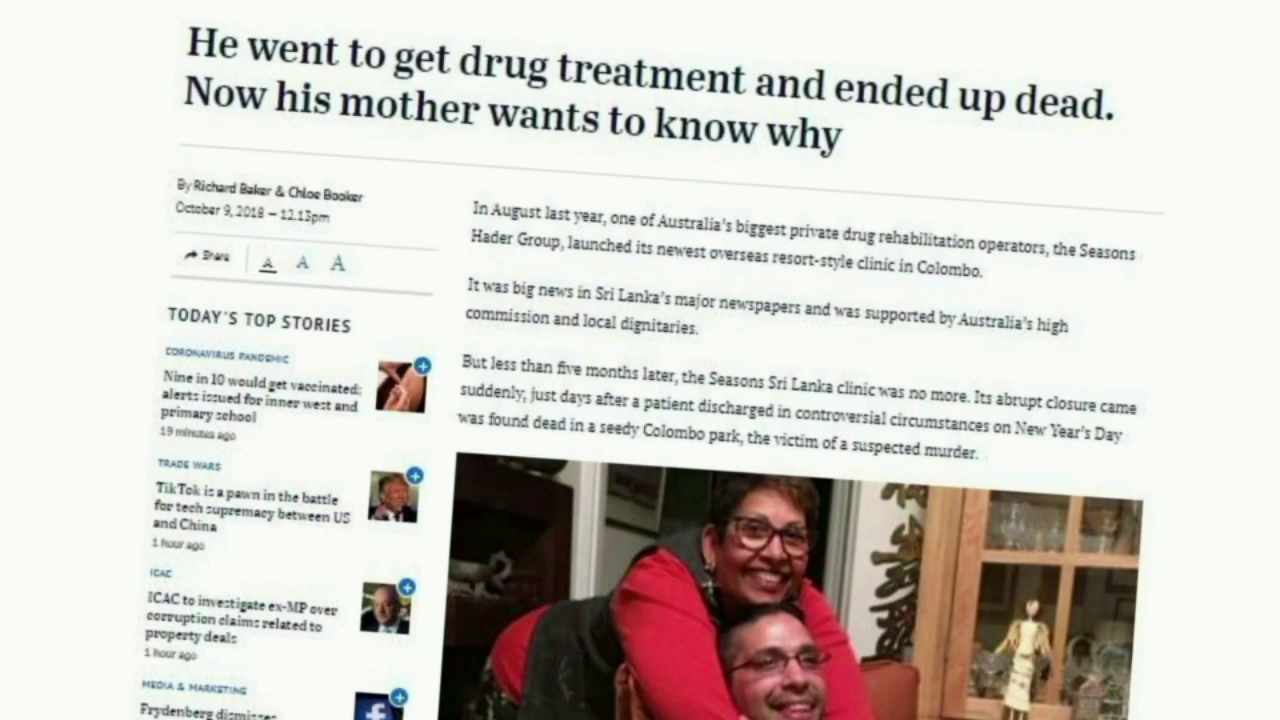 He went to get drug treatment and ended up dead.
Now his mother wants to know why
By Richard Baker & Chloe Booker
October 9, 2018 — 12.13pm
Share
A A A
TODAY'S TOP STORIES
CORONAVIRUS PANDEMIC
Nine in 10 would get vaccinated;
alerts issued for inner west and
primary school
19 minutes ago
TRADE WARS
TikTok is a pawn in the battle
for tech supremacy between US
and China
1 hour ago
ICAC
ICAC to investigate ex-MP over
corruption claims related to
property deals
1 hour ago
MEDIA & MARKETING
Frydenberg dismisses
In August last year, one of Australia's biggest private drug rehabilitation operators, the Seasons
Hader Group, launched its newest overseas resort-style clinic in Colombo.
It was big news in Sri Lanka's major newspapers and was supported by Australia's high
commission and local dignitaries.
But less than five months later, the Seasons Sri Lanka clinic was no more. Its abrupt closure came
suddenly, just days after a patient discharged in controversial circumstances on New Year's Day
was found dead in a seedy Colombo park, the victim of a suspected murder.